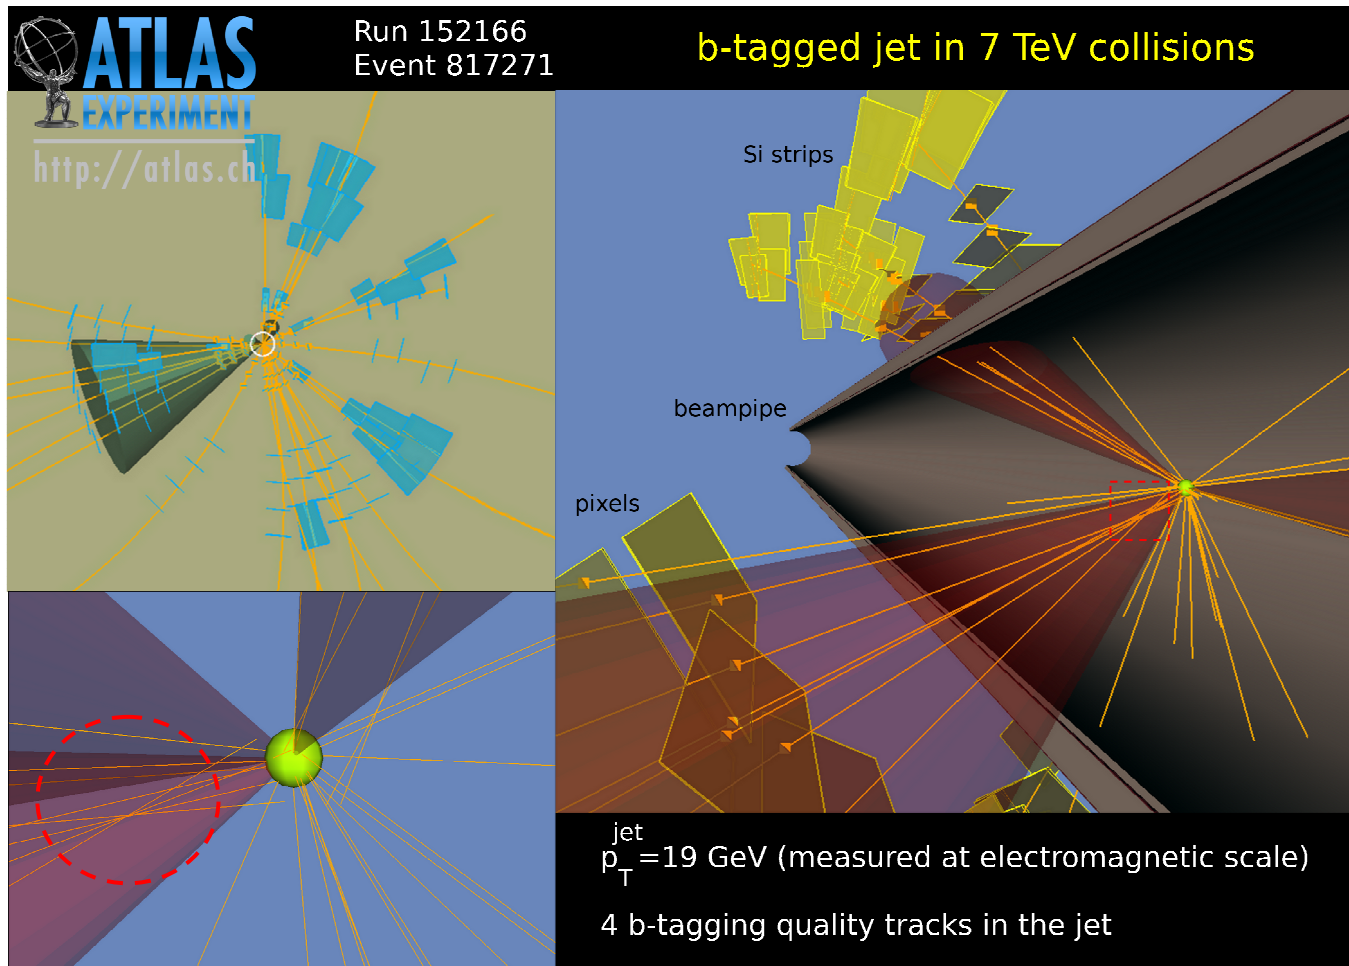 ATLAS
EXPERIMENT
http://atlas.ch
Run 152166
Event 817271
b-tagged jet in 7 TeV collisions
Si strips
beampipe
pixels
jet
p =19 GeV (measured at electromagnetic scale)
T
4 b-tagging quality tracks in the jet